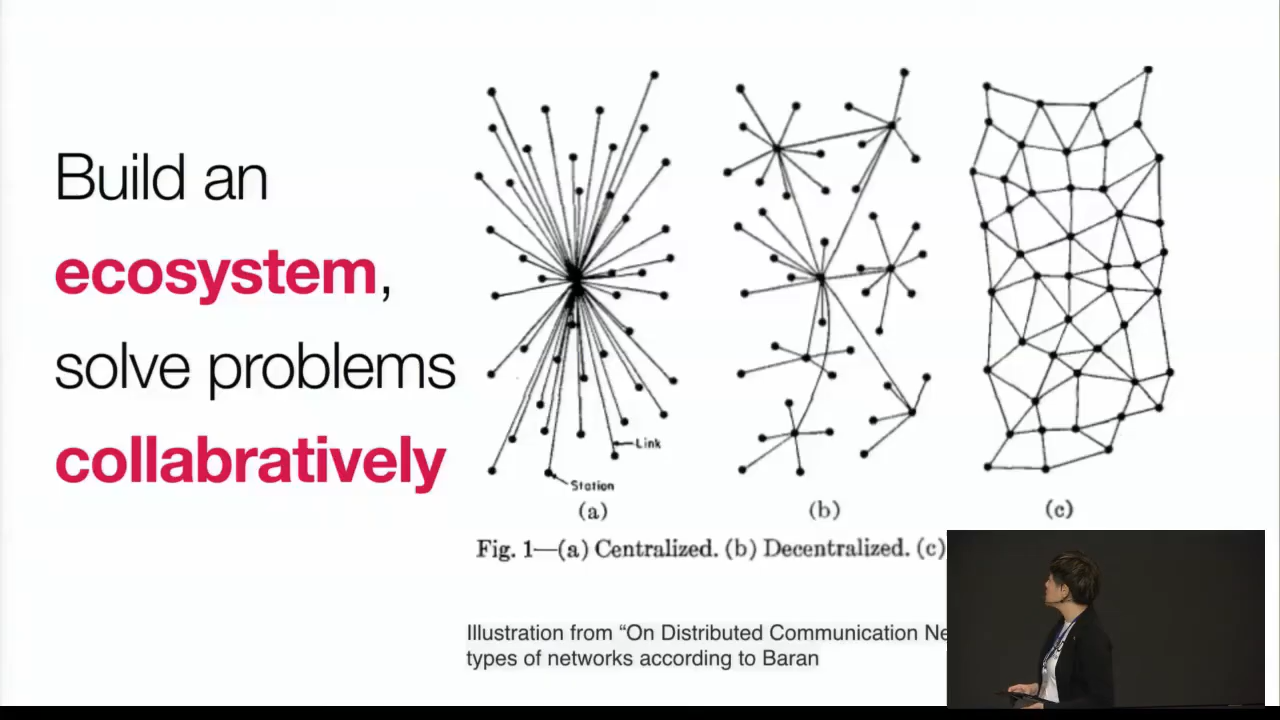 Build an
ecosystem,
solve problems
collabratively
Link
Station
(a)
(b)
(c)
Fig. 1—(a) Centralized. (b) Decentralized. (c)
Illustration from “On Distributed Communication Ne
types of networks according to Baran